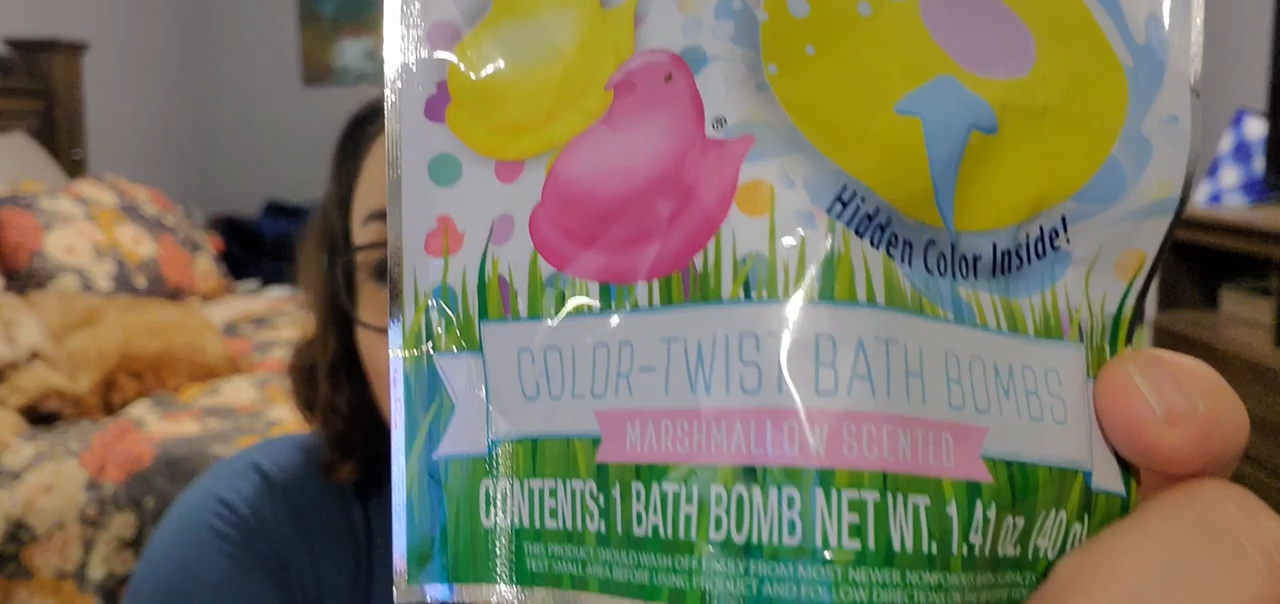 ®
Hidden Color Inside!
COLOR-TWIST BATH BOMBS
MARSHMALLOW SCENTED
CONTENTS: 1 BATH BOMB NET WT. 1.41 oz. (40 g)
THIS PRODUCT SHOULD WASH OFF EASILY FROM MOST NEWER, NONPOROUS
TEST SMALL AREA BEFORE USING PRODUCT AND FOLLOW DIRECTIONS